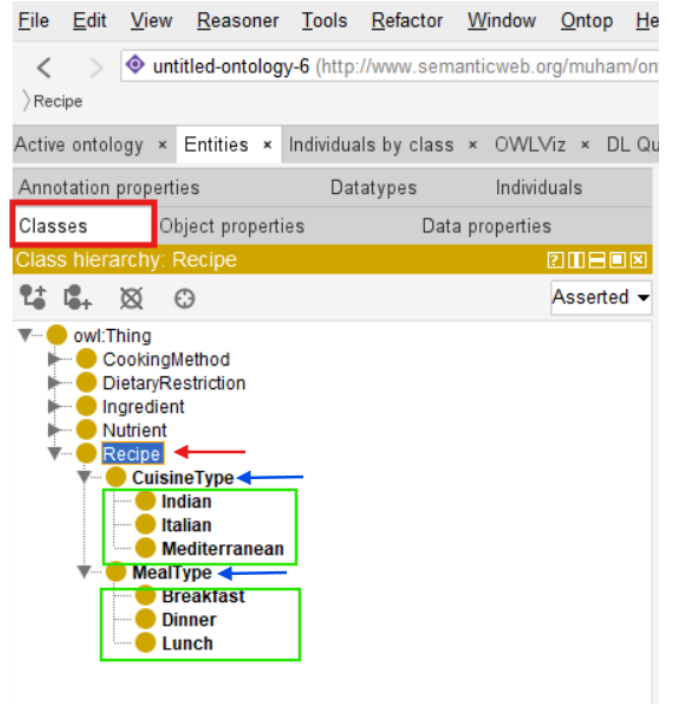 File Edit View Reasoner Tools Refactor Window Ontop He
< > untitled-ontology-6 (http://www.semanticweb.org/muham/on
〉Recipe
Active ontology × Entities × Individuals by class × OWLViz × DL Qu
Annotation properties Datatypes Individuals
Classes Object properties Data properties
Class hierarchy: Recipe
Asserted
owl:Thing
CookingMethod
DietaryRestriction
Ingredient
Nutrient
Recipe
CuisineType
Indian
Italian
Mediterranean
MealType
Breakfast
Dinner
Lunch